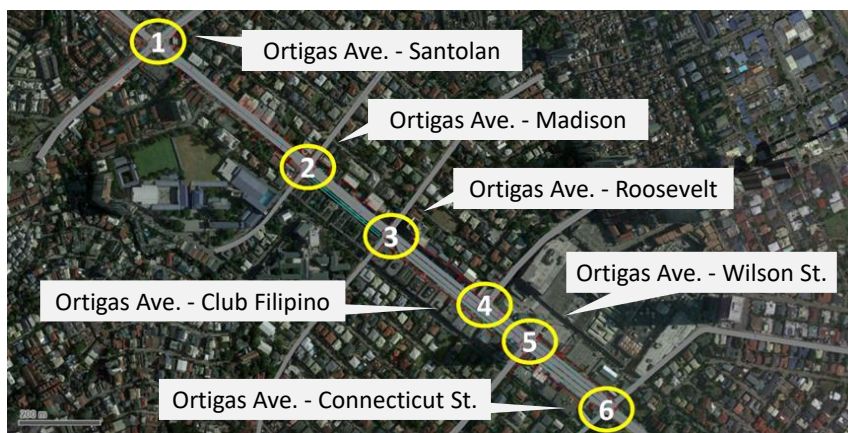 1
Ortigas Ave. - Santolan
Ortigas Ave. - Madison
2
Ortigas Ave. - Roosevelt
3
Ortigas Ave. - Wilson St.
Ortigas Ave. - Club Filipino
4
5
Ortigas Ave. - Connecticut St.
6
200 m